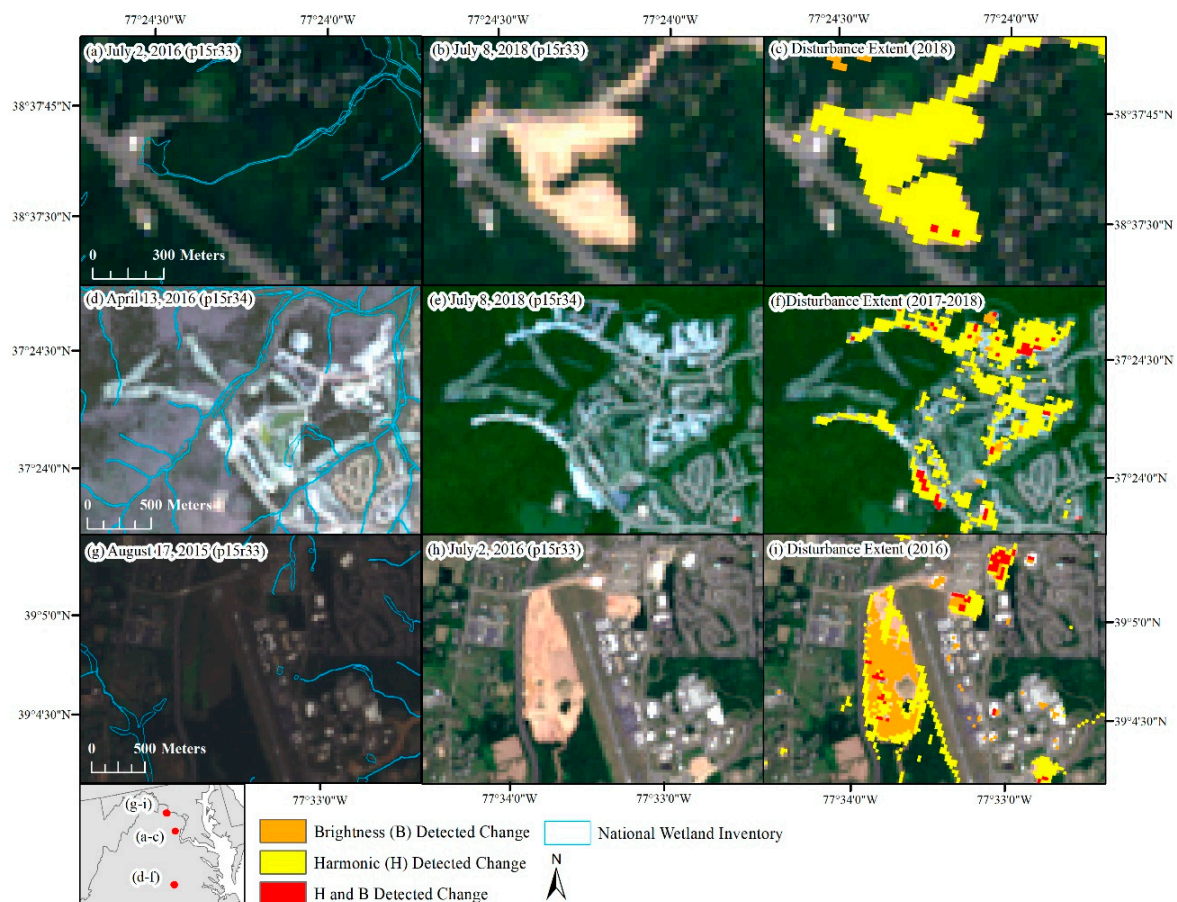 77°24'30"W 77°24'0"W 77°24'30"W 77°24'0"W 77°24'30"W 77°24'0"W
(a) July 2, 2016 (p15r33)
(b) July 8, 2018 (p15r33)
(c) Disturbance Extent (2018)
38°37'45"N
38°37'45"N
38°37'30"N
38°37'30"N
0 300 Meters
(d) April 13, 2016 (p15r34)
(e) July 8, 2018 (p15r34)
(f) Disturbance Extent (2017-2018)
37°24'30"N
37°24'30"N
37°24'0"N
37°24'0"N
0 500 Meters
(g) August 17, 2015 (p15r33)
(h) July 2, 2016 (p15r33)
(i) Disturbance Extent (2016)
39°5'0"N
39°5'0"N
39°4'30"N
39°4'30"N
0 500 Meters
77°33'0"W 77°34'0"W 77°33'0"W 77°34'0"W 77°33'0"W
(g-i)
(a-c)
(d-f)
Brightness (B) Detected Change
Harmonic (H) Detected Change
H and B Detected Change
National Wetland Inventory
N